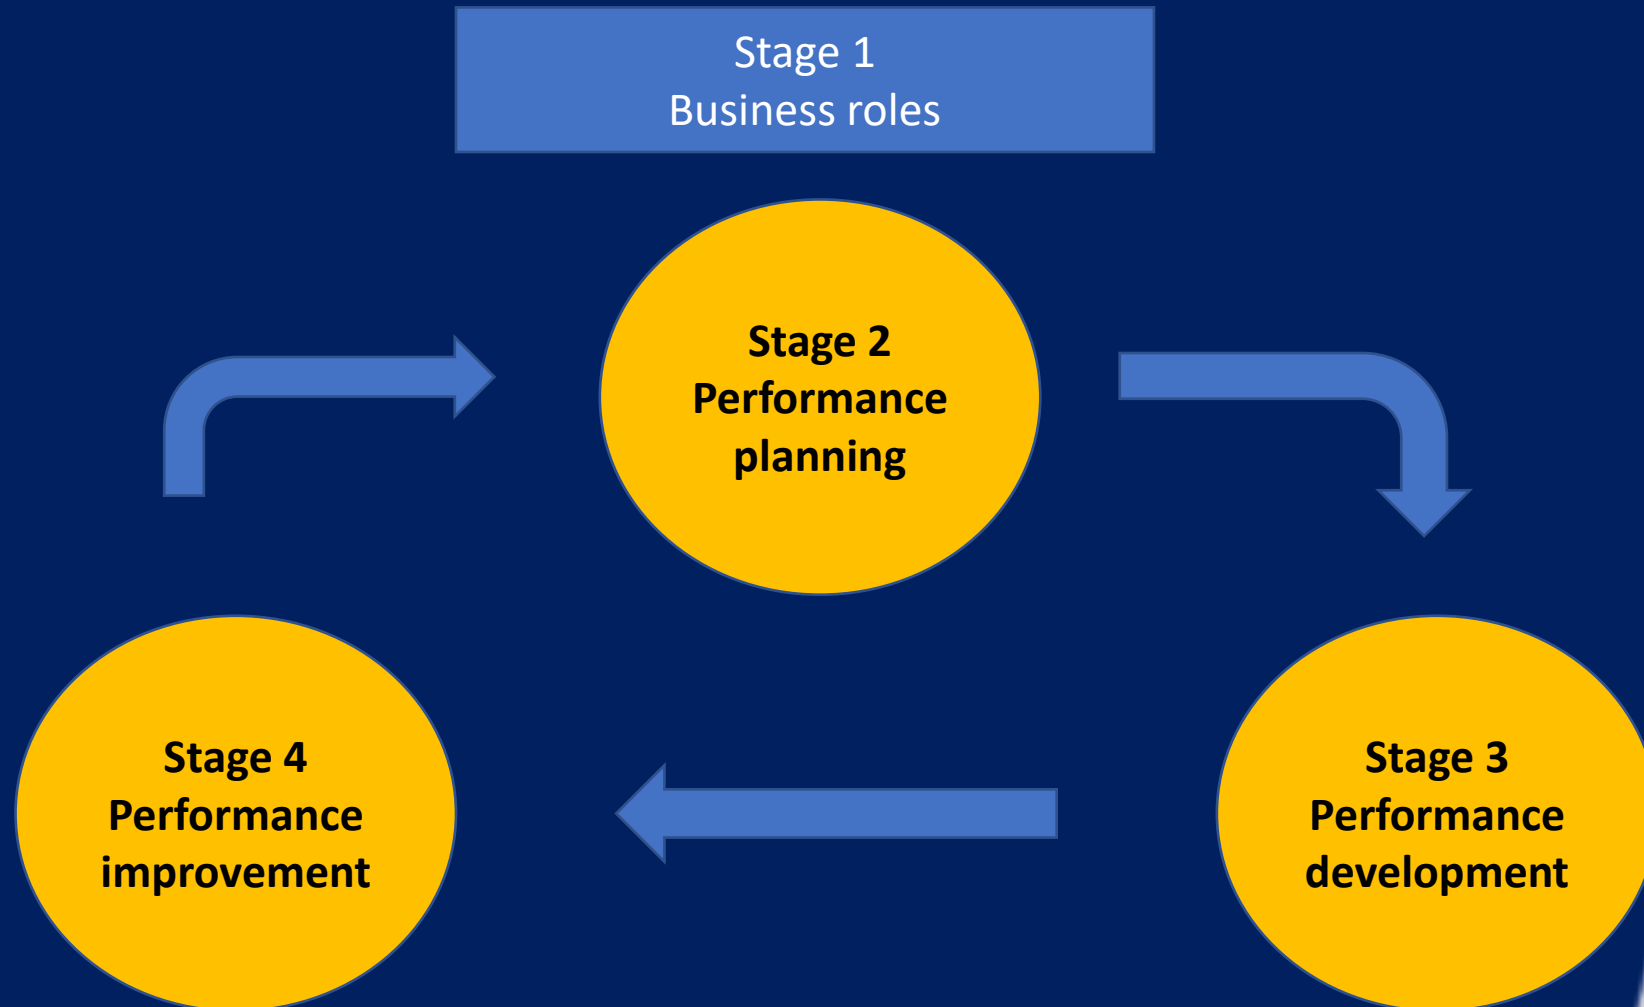 Stage 1
Business roles
Stage 2
Performance
planning
Stage 4
Performance
improvement
Stage 3
Performance
development